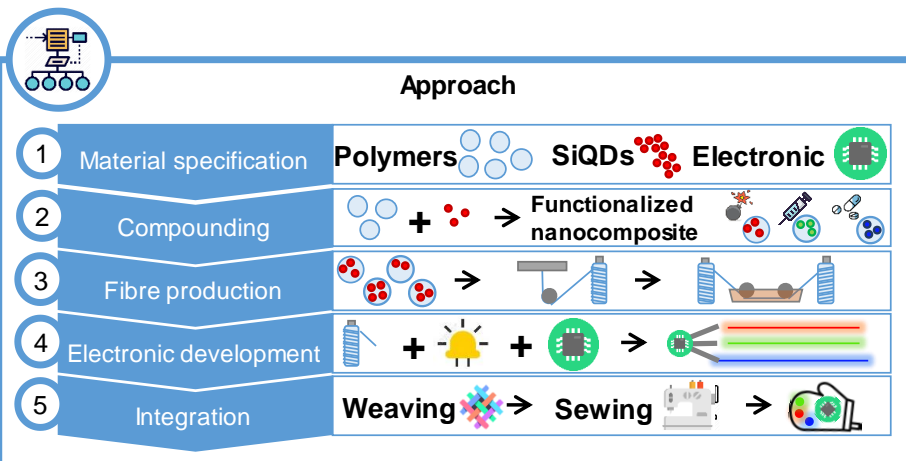 Approach
1 Material specification Polymers SiQDs Electronic
2 Compounding + → Functionalized
nanocomposite
3 Fibre production → →
4 Electronic development + + →
5 Integration Weaving → Sewing →